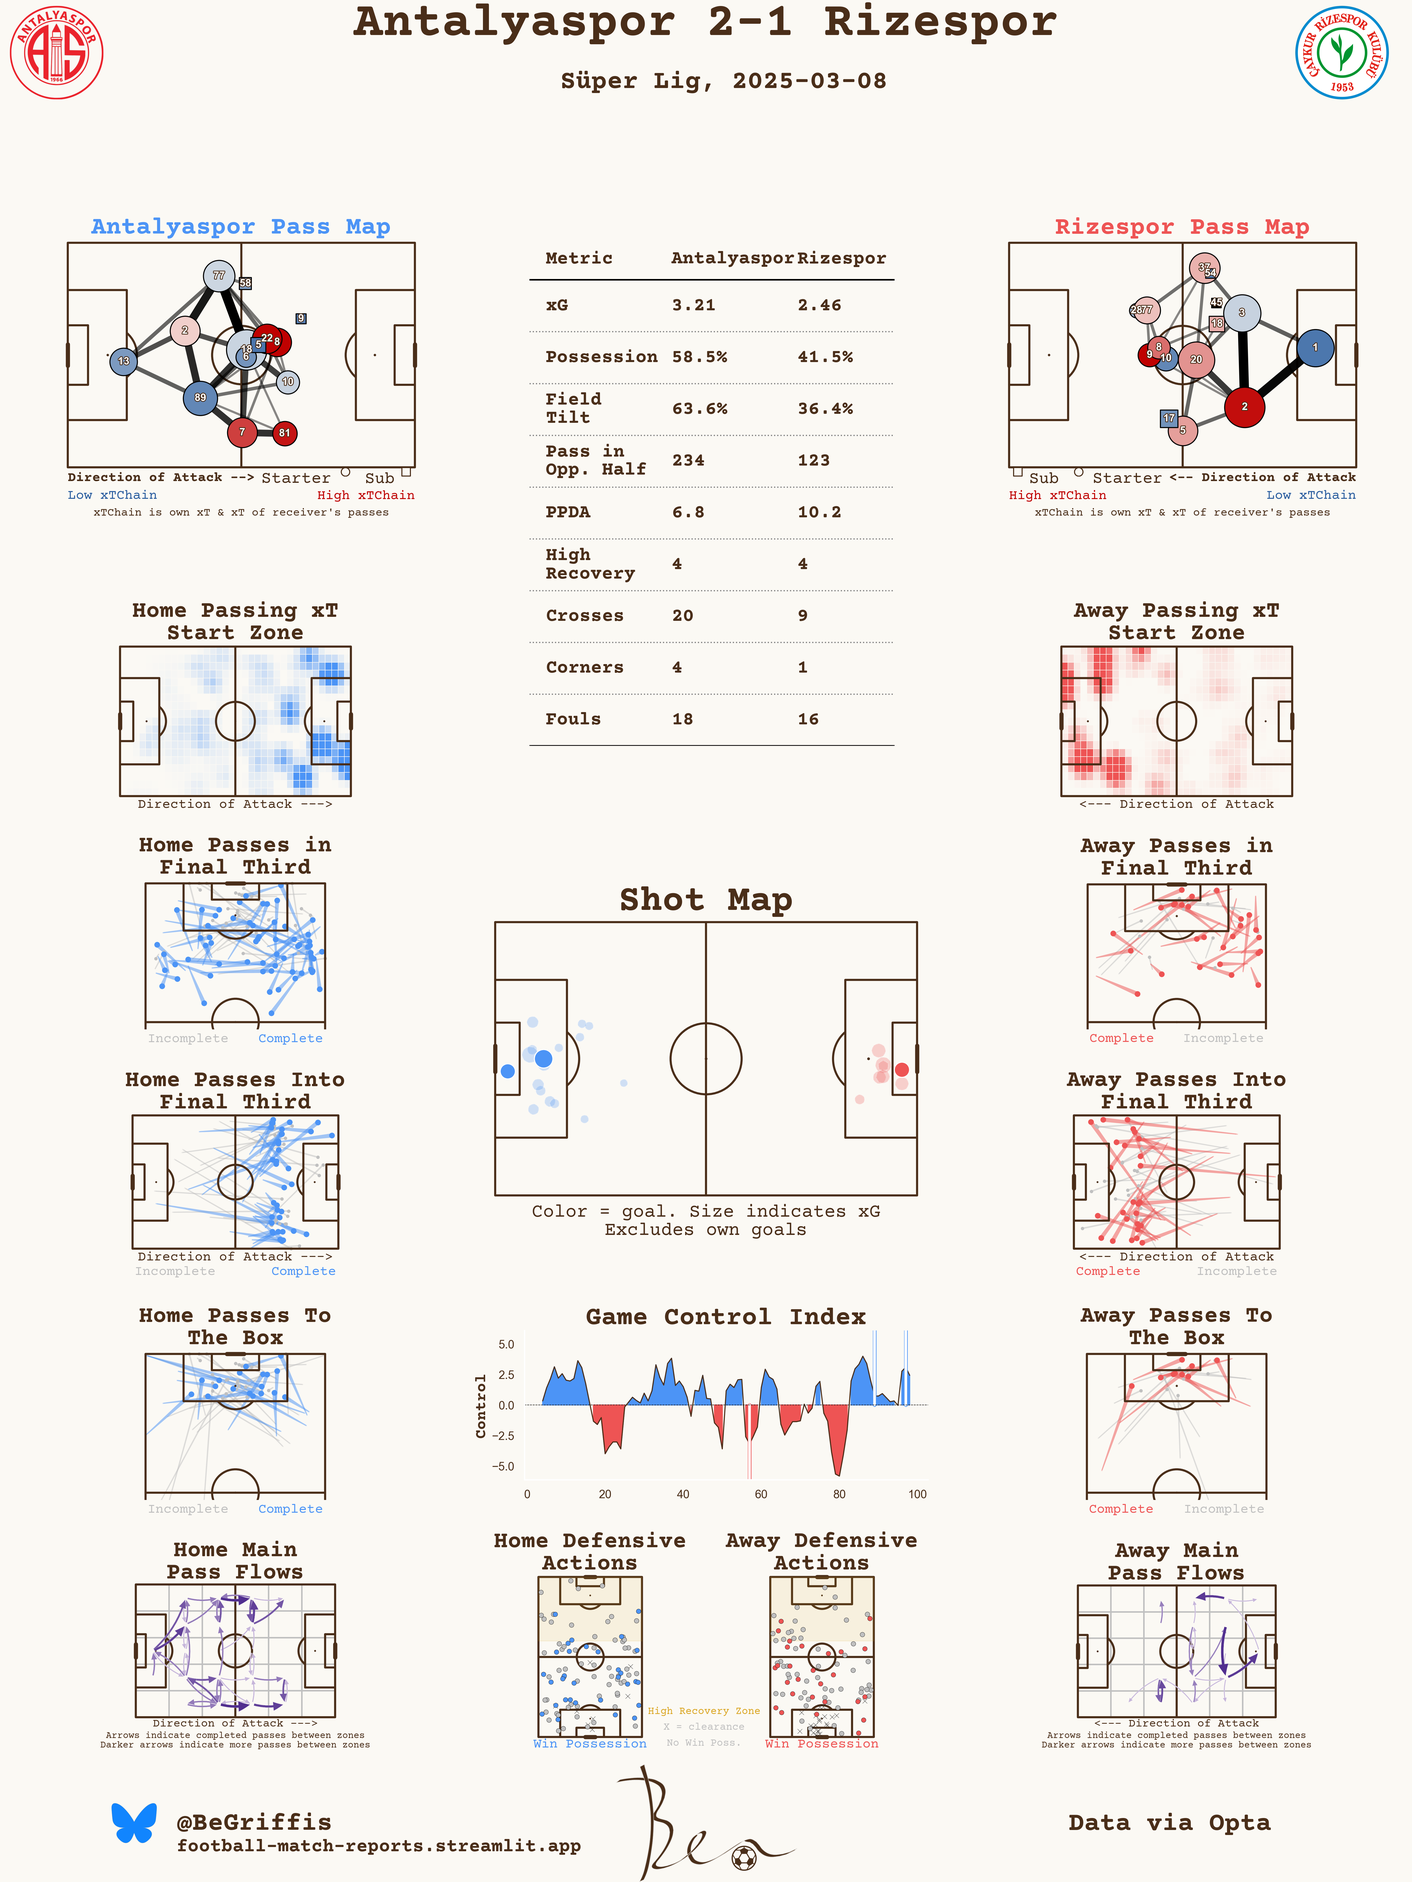 Antalyaspor 2-1 Rizespor
Süper Lig, 2025-03-08
ANTALYASPOR
1966
ÇAYKUR RİZESPOR KULÜBÜ
1953
Antalyaspor Pass Map
77
58
9
2
22
8
5
18
6
13
10
89
7
81
Direction of Attack --> Starter Sub
Low xTChain High xTChain
xTChain is own xT & xT of receiver's passes
Metric Antalyaspor Rizespor
xG 3.21 2.46
Possession 58.5% 41.5%
Field
Tilt 63.6% 36.4%
Pass in
Opp. Half 234 123
PPDA 6.8 10.2
High
Recovery 4 4
Crosses 20 9
Corners 4 1
Fouls 18 16
Rizespor Pass Map
37
54
45
28
77
3
18
8
9
10
20
1
2
17
5
Sub Starter <-- Direction of Attack
High xTChain Low xTChain
xTChain is own xT & xT of receiver's passes
Home Passing xT
Start Zone
Direction of Attack --->
Away Passing xT
Start Zone
<--- Direction of Attack
Home Passes in
Final Third
Incomplete Complete
Away Passes in
Final Third
Complete Incomplete
Shot Map
Color = goal. Size indicates xG
Excludes own goals
Home Passes Into
Final Third
Direction of Attack --->
Incomplete Complete
Away Passes Into
Final Third
<--- Direction of Attack
Complete Incomplete
Home Passes To
The Box
Incomplete Complete
Game Control Index
Control
5.0
2.5
0.0
−2.5
−5.0
0 20 40 60 80 100
Away Passes To
The Box
Complete Incomplete
Home Main
Pass Flows
Direction of Attack --->
Arrows indicate completed passes between zones
Darker arrows indicate more passes between zones
Home Defensive
Actions
Win Possession
High Recovery Zone
X = clearance
No Win Poss.
Away Defensive
Actions
Win Possession
Away Main
Pass Flows
<--- Direction of Attack
Arrows indicate completed passes between zones
Darker arrows indicate more passes between zones
@BeGriffis
football-match-reports.streamlit.app
Ben
Data via Opta